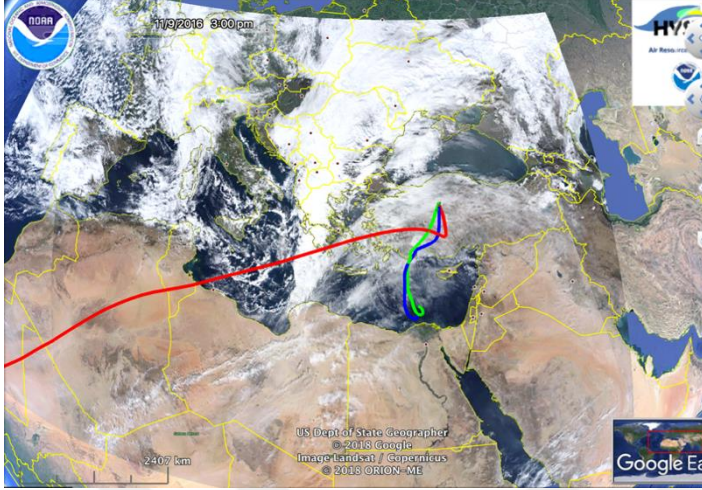 NOAA
11/9/2016 3:00 pm
HYS
Air Resour
US Dept of State Geographer
© 2018 Google
Image Landsat / Copernicus
© 2018 ORION-ME
2407 km
Google Ea